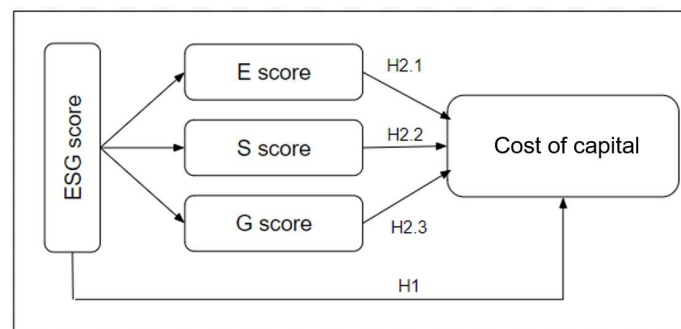 ESG score
E score
S score
G score
H2.1
H2.2
H2.3
Cost of capital
H1